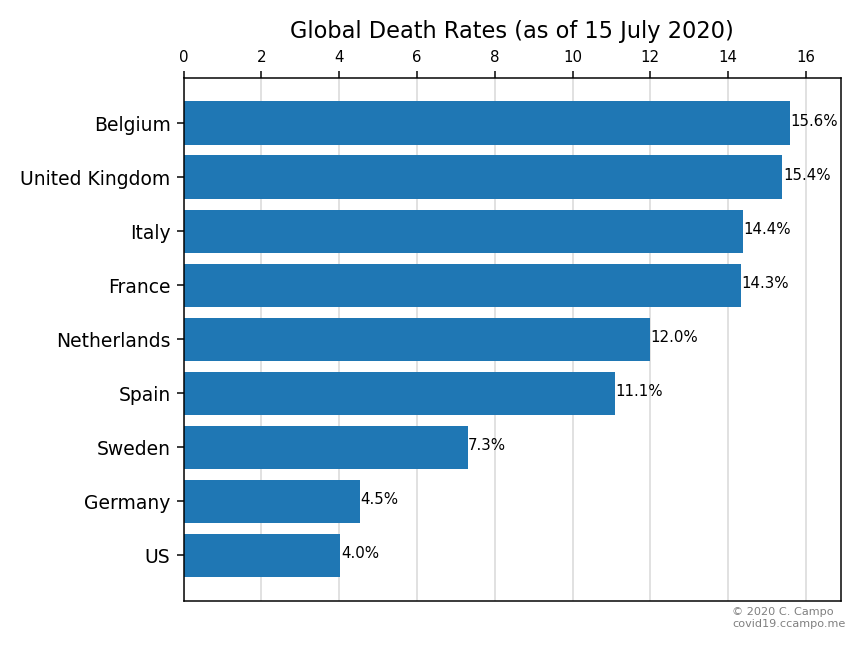 Global Death Rates (as of 15 July 2020)
0 2 4 6 8 10 12 14 16
Belgium 15.6%
United Kingdom 15.4%
Italy 14.4%
France 14.3%
Netherlands 12.0%
Spain 11.1%
Sweden 7.3%
Germany 4.5%
US 4.0%
© 2020 C. Campo
covid19.ccampo.me